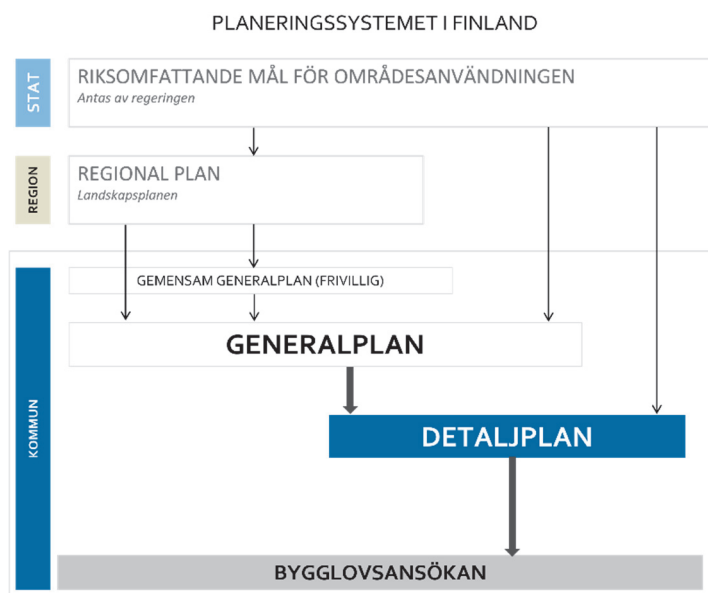 PLANERINGSSYSTEMET I FINLAND
STAT
RIKSOMFATTANDE MÅL FÖR OMRÅDESANVÄNDNINGEN
Antas av regeringen
REGION
REGIONAL PLAN
Landskapsplanen
KOMMUN
GEMENSAM GENERALPLAN (FRIVILLIG)
GENERALPLAN
DETALJPLAN
BYGGLOVSANSÖKAN